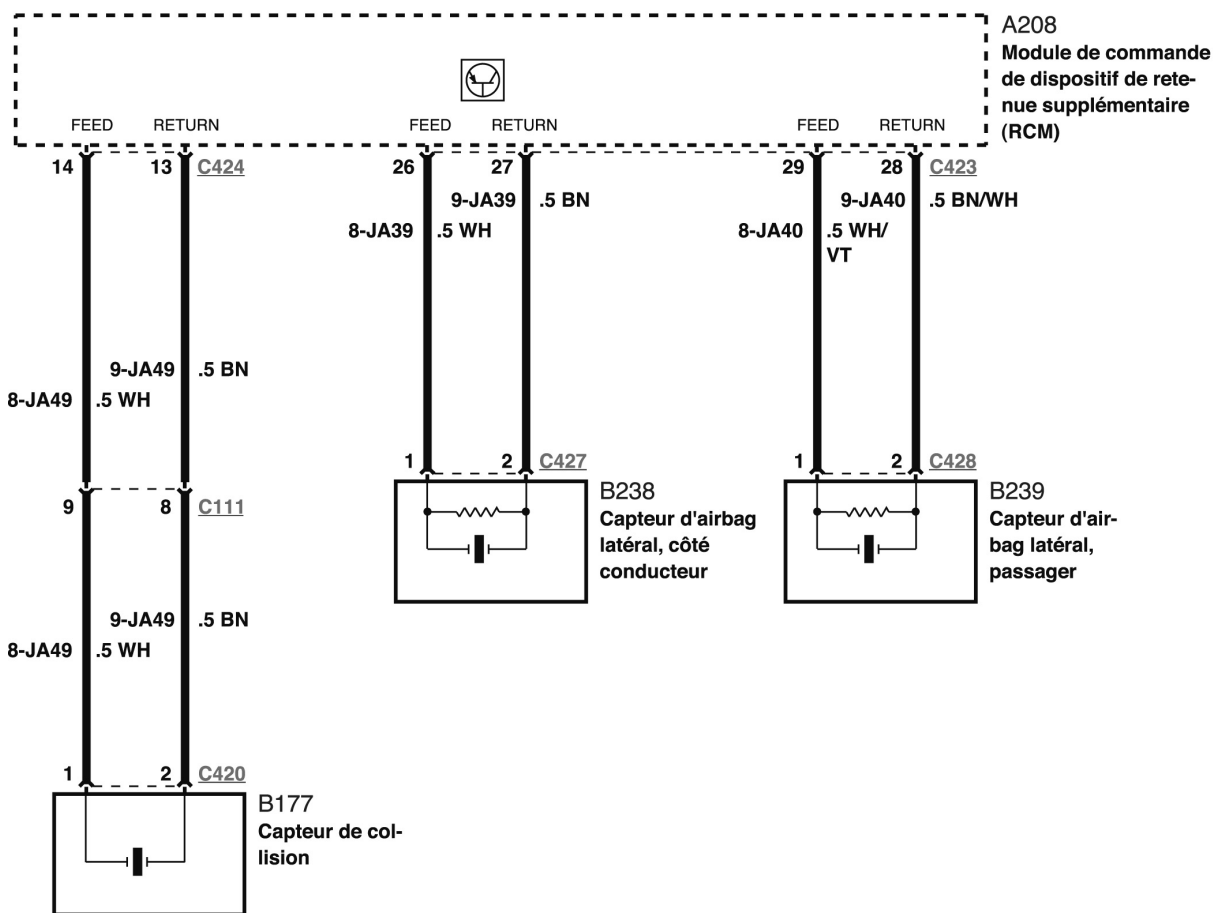 A208
Module de commande
de dispositif de rete-
nue supplémentaire
(RCM)
FEED RETURN FEED RETURN FEED RETURN
14 13 C424 26 27 29 28 C423
9-JA39 .5 BN 9-JA40 .5 BN/WH
8-JA39 .5 WH 8-JA40 .5 WH/
VT
9-JA49 .5 BN
8-JA49 .5 WH
1 2 C427 1 2 C428
9 8 C111
B238
Capteur d'airbag
latéral, côté
conducteur
B239
Capteur d'air-
bag latéral,
passager
9-JA49 .5 BN
8-JA49 .5 WH
1 2 C420
B177
Capteur de col-
lision